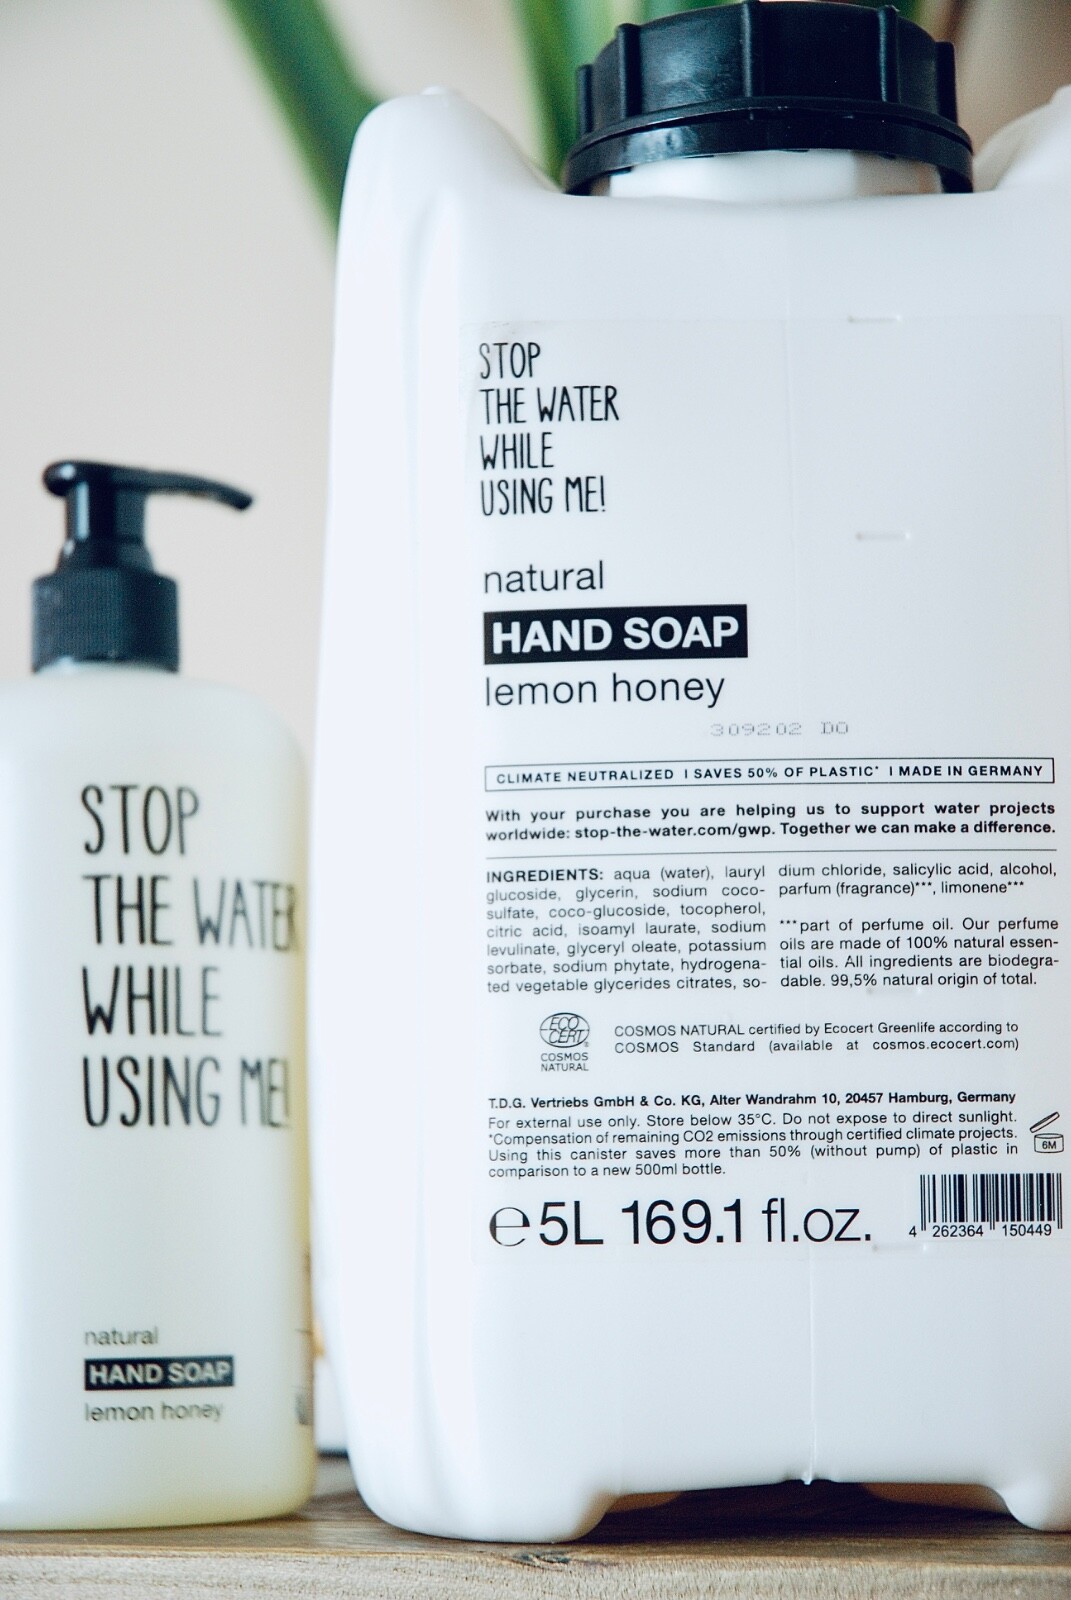 STOP
THE WATER
WHILE
USING ME!
natural
HAND SOAP
lemon honey
STOP
THE WATER
WHILE
USING ME!
natural
HAND SOAP
lemon honey
309202 DO
CLIMATE NEUTRALIZED I SAVES 50% OF PLASTIC* I MADE IN GERMANY
With your purchase you are helping us to support water projects
worldwide: stop-the-water.com/gwp. Together we can make a difference.
INGREDIENTS: aqua (water), lauryl
glucoside, glycerin, sodium coco-
sulfate, coco-glucoside, tocopherol,
citric acid, isoamyl laurate, sodium
levulinate, glyceryl oleate, potassium
sorbate, sodium phytate, hydrogena-
ted vegetable glycerides citrates, so-
dium chloride, salicylic acid, alcohol,
parfum (fragrance)***, limonene***
***part of perfume oil. Our perfume
oils are made of 100% natural essen-
tial oils. All ingredients are biodegra-
dable. 99,5% natural origin of total.
ECO
CERT
COSMOS
NATURAL
COSMOS NATURAL certified by Ecocert Greenlife according to
COSMOS Standard (available at cosmos.ecocert.com)
T.D.G. Vertriebs GmbH & Co. KG, Alter Wandrahm 10, 20457 Hamburg, Germany
For external use only. Store below 35°C. Do not expose to direct sunlight.
*Compensation of remaining CO2 emissions through certified climate projects.
Using this canister saves more than 50% (without pump) of plastic in
comparison to a new 500ml bottle.
6M
e 5L 169.1 fl.oz.
4 262364 150449